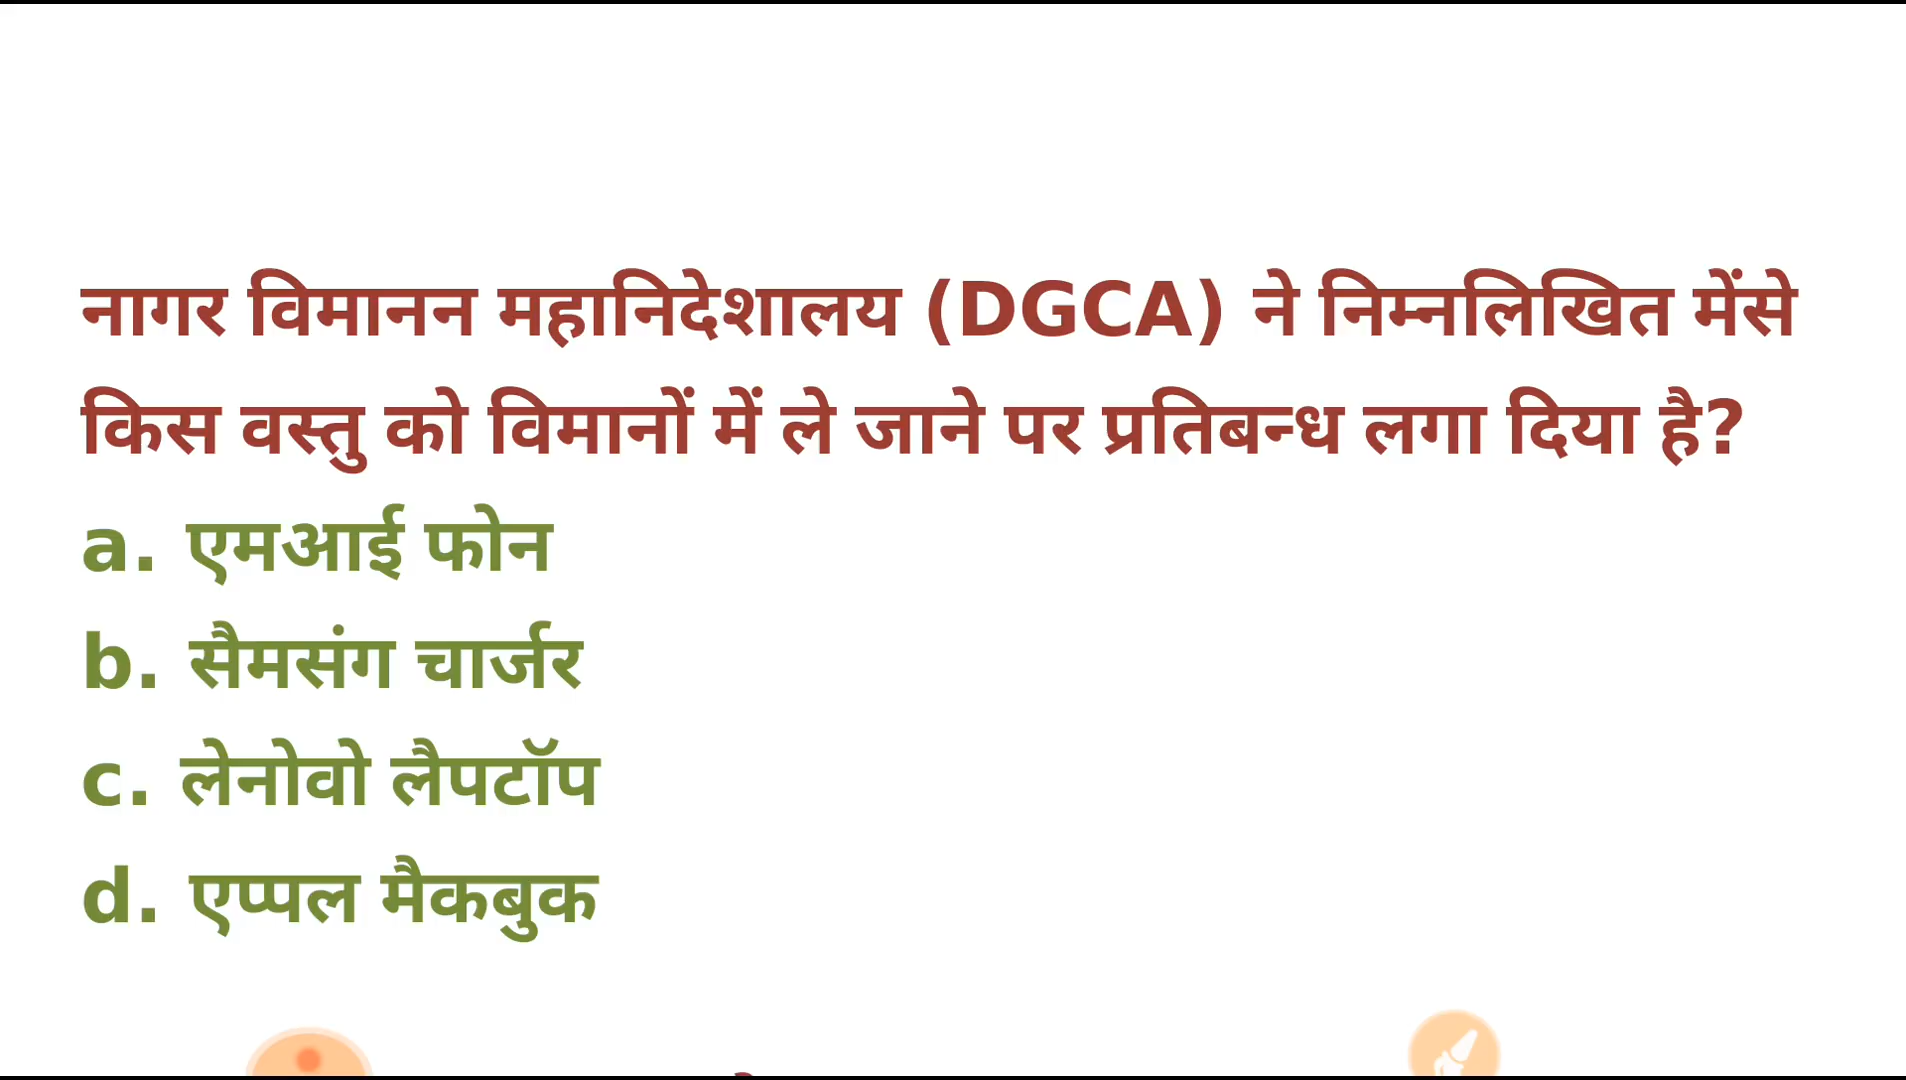 नागर विमानन महानिदेशालय (DGCA) ने निम्नलिखित मेंसे
किस वस्तु को विमानों में ले जाने पर प्रतिबन्ध लगा दिया है?
a. एमआई फोन
b. सैमसंग चार्जर
c. लेनोवो लैपटॉप
d. एप्पल मैकबुक